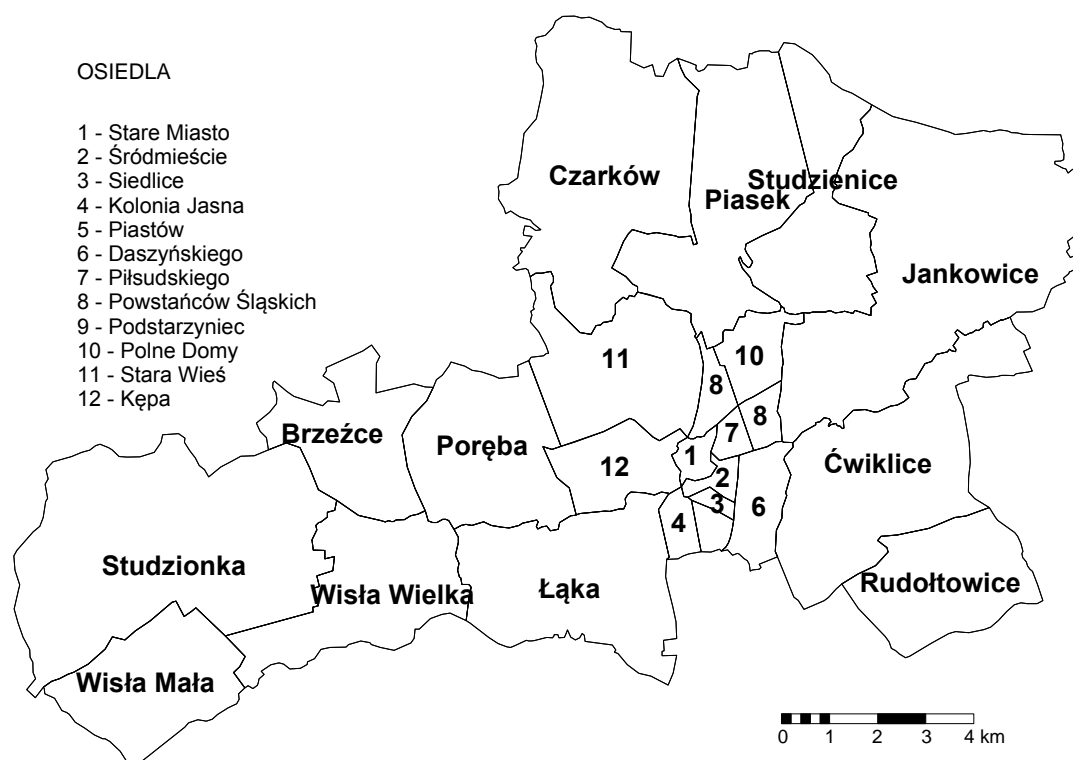 OSIEDLA
1 - Stare Miasto
2 - Śródmieście
3 - Siedlice
4 - Kolonia Jasna
5 - Piastów
6 - Daszyńskiego
7 - Piłsudskiego
8 - Powstańców Śląskich
9 - Podstarzyniec
10 - Polne Domy
11 - Stara Wieś
12 - Kępa
Czarków
Studzienice
Piasek
Jankowice
11
10
8
8
7
Brzeźce
Poręba
12
1
2
3
4
6
Ćwiklice
Studzionka
Wisła Wielka
Łąka
Rudołtowice
Wisła Mała
0 1 2 3 4 km